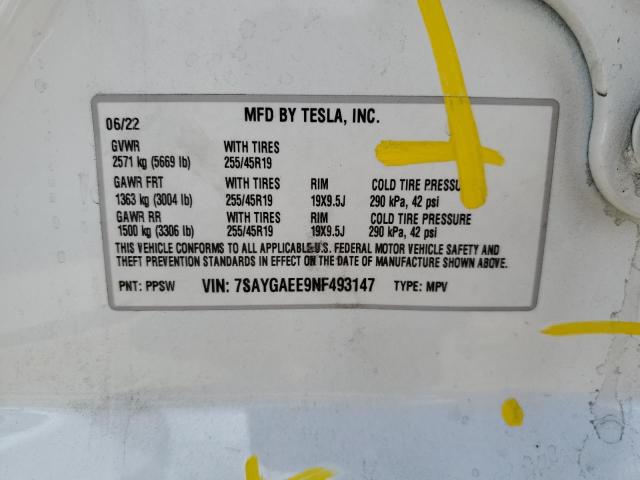 MFD BY TESLA, INC.
06/22
GVWR WITH TIRES
2571 kg (5669 lb) 255/45R19
GAWR FRT WITH TIRES RIM COLD TIRE PRESSU
1363 kg (3004 lb) 255/45R19 19X9.5J 290 kPa, 42 psi
GAWR RR WITH TIRES RIM COLD TIRE PRESSURE
1500 kg (3306 lb) 255/45R19 19X9.5J 290 kPa, 42 psi
THIS VEHICLE CONFORMS TO ALL APPLICABLE U.S. FEDERAL MOTOR VEHICLE SAFETY AND
THEFT PREVENTION STANDARDS IN EFFECT ON THE DATE OF MANUFACTURE SHOWN ABOVE.
PNT: PPSW VIN: 7SAYGAEE9NF493147 TYPE: MPV